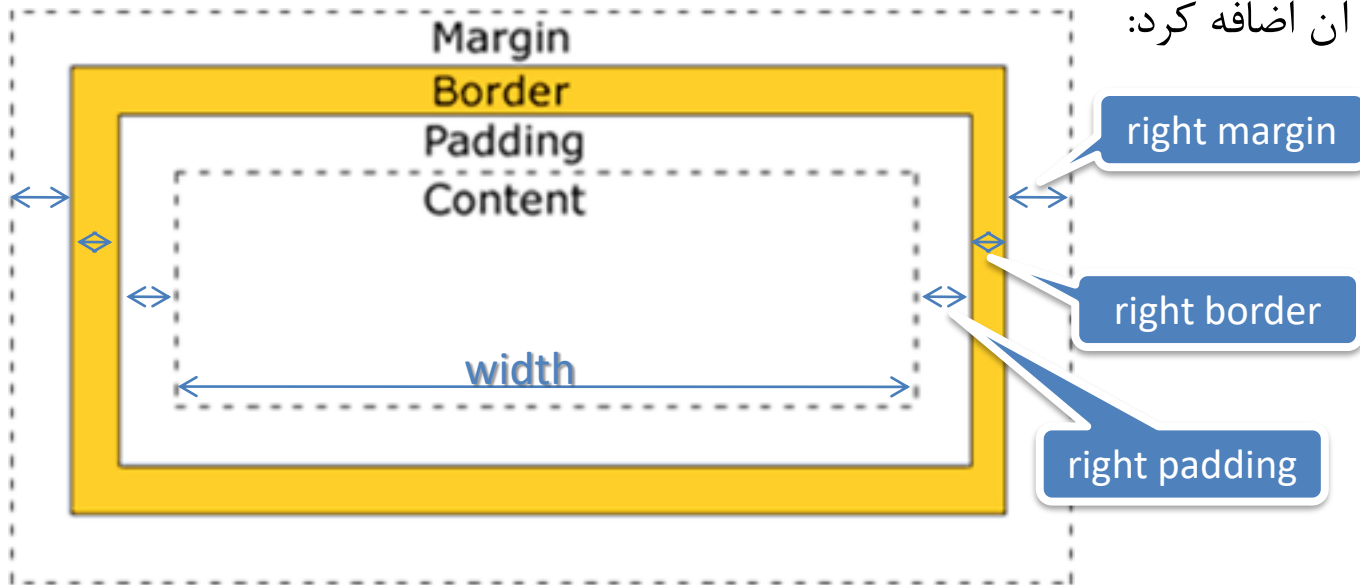 ان اضافه کرد:
Margin
Border
Padding
Content
width
right margin
right border
right padding